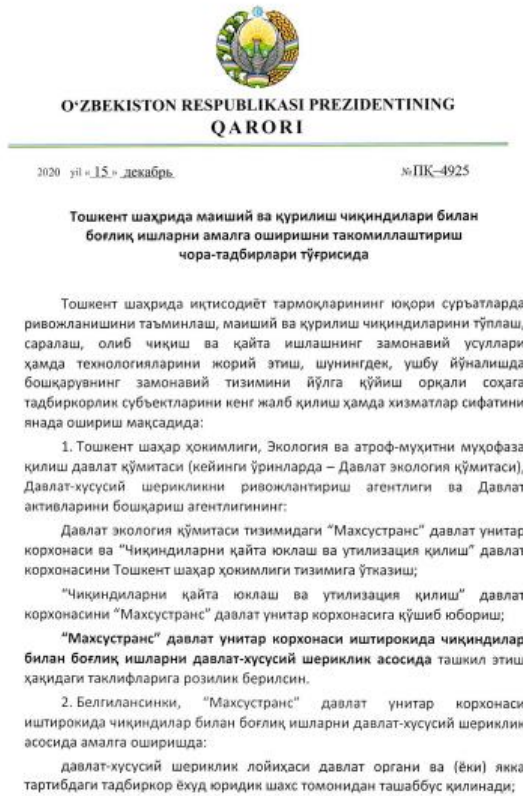 O‘ZBEKISTON RESPUBLIKASI PREZIDENTINING
QARORI
2020 yil « 15 » декабрь № ПҚ–4925
Тошкент шаҳрида маиший ва қурилиш чиқиндилари билан
боғлиқ ишларни амалга оширишни такомиллаштириш
чора-тадбирлари тўғрисида
Тошкент шаҳрида иқтисодиёт тармоқларининг юқори суръатларда
ривожланишини таъминлаш, маиший ва қурилиш чиқиндиларини тўплаш,
саралаш, олиб чиқиш ва қайта ишлашнинг замонавий усуллари
ҳамда технологияларини жорий этиш, шунингдек, ушбу йўналишда
бошқарувнинг замонавий тизимини йўлга қўйиш орқали соҳага
тадбиркорлик субъектларини кенг жалб қилиш ҳамда хизматлар сифатини
янада ошириш мақсадида:
1. Тошкент шаҳар ҳокимлиги, Экология ва атроф-муҳитни муҳофаза
қилиш давлат қўмитаси (кейинги ўринларда – Давлат экология қўмитаси),
Давлат-хусусий шерикликни ривожлантириш агентлиги ва Давлат
активларини бошқариш агентлигининг:
Давлат экология қўмитаси тизимидаги “Махсустранс” давлат унитар
корхонаси ва “Чиқиндиларни қайта юклаш ва утилизация қилиш” давлат
корхонасини Тошкент шаҳар ҳокимлиги тизимига ўтказиш;
“Чиқиндиларни қайта юклаш ва утилизация қилиш” давлат
корхонасини “Махсустранс” давлат унитар корхонасига қўшиб юбориш;
“Махсустранс” давлат унитар корхонаси иштирокида чиқиндилар
билан боғлиқ ишларни давлат-хусусий шериклик асосида ташкил этиш
ҳақидаги таклифларига розилик берилсин.
2. Белгилансинки, “Махсустранс” давлат унитар корхонаси
иштирокида чиқиндилар билан боғлиқ ишларни давлат-хусусий шериклик
асосида амалга оширишда:
давлат-хусусий шериклик лойиҳаси давлат органи ва (ёки) якка
тартибдаги тадбиркор ёхуд юридик шахс томонидан ташаббус қилинади;